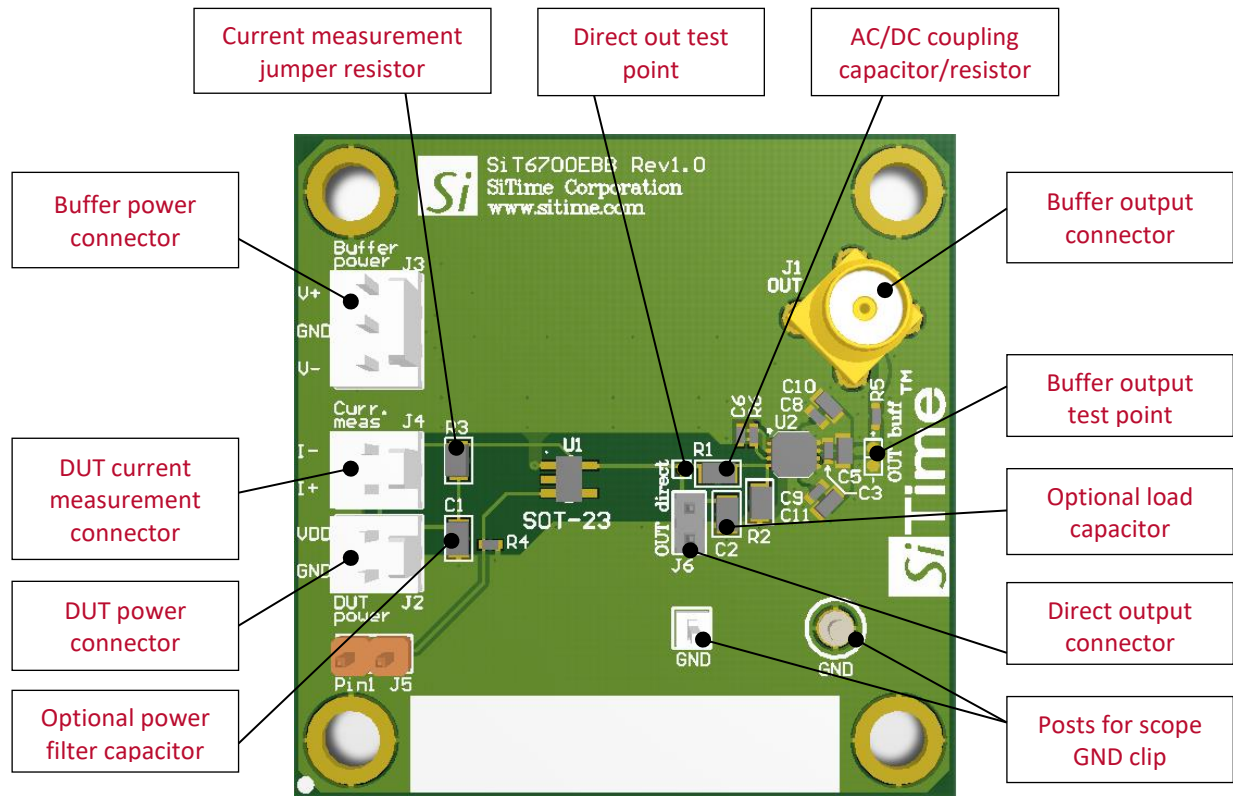 Current measurement
jumper resistor
Direct out test
point
AC/DC coupling
capacitor/resistor
Buffer power
connector
DUT current
measurement
connector
DUT power
connector
Optional power
filter capacitor
Buffer output
connector
Buffer output
test point
Optional load
capacitor
Direct output
connector
Posts for scope
GND clip
Si
SiT6700EBB Rev1.0
SiTime Corporation
www.sitime.com
Buffer
power
J3
V+
GND
V-
Curr.
meas
J4
I-
I+
VDD
GND
J2
DUT
power
Pin1
J5
R3
C1
R4
U1
SOT-23
J1
OUT
C10
C8
C6
R6
U2
R5
R1
OUT direct
J6
C2
R2
C9
C11
C5
C3
OUT buff
SiTime™
GND
GND